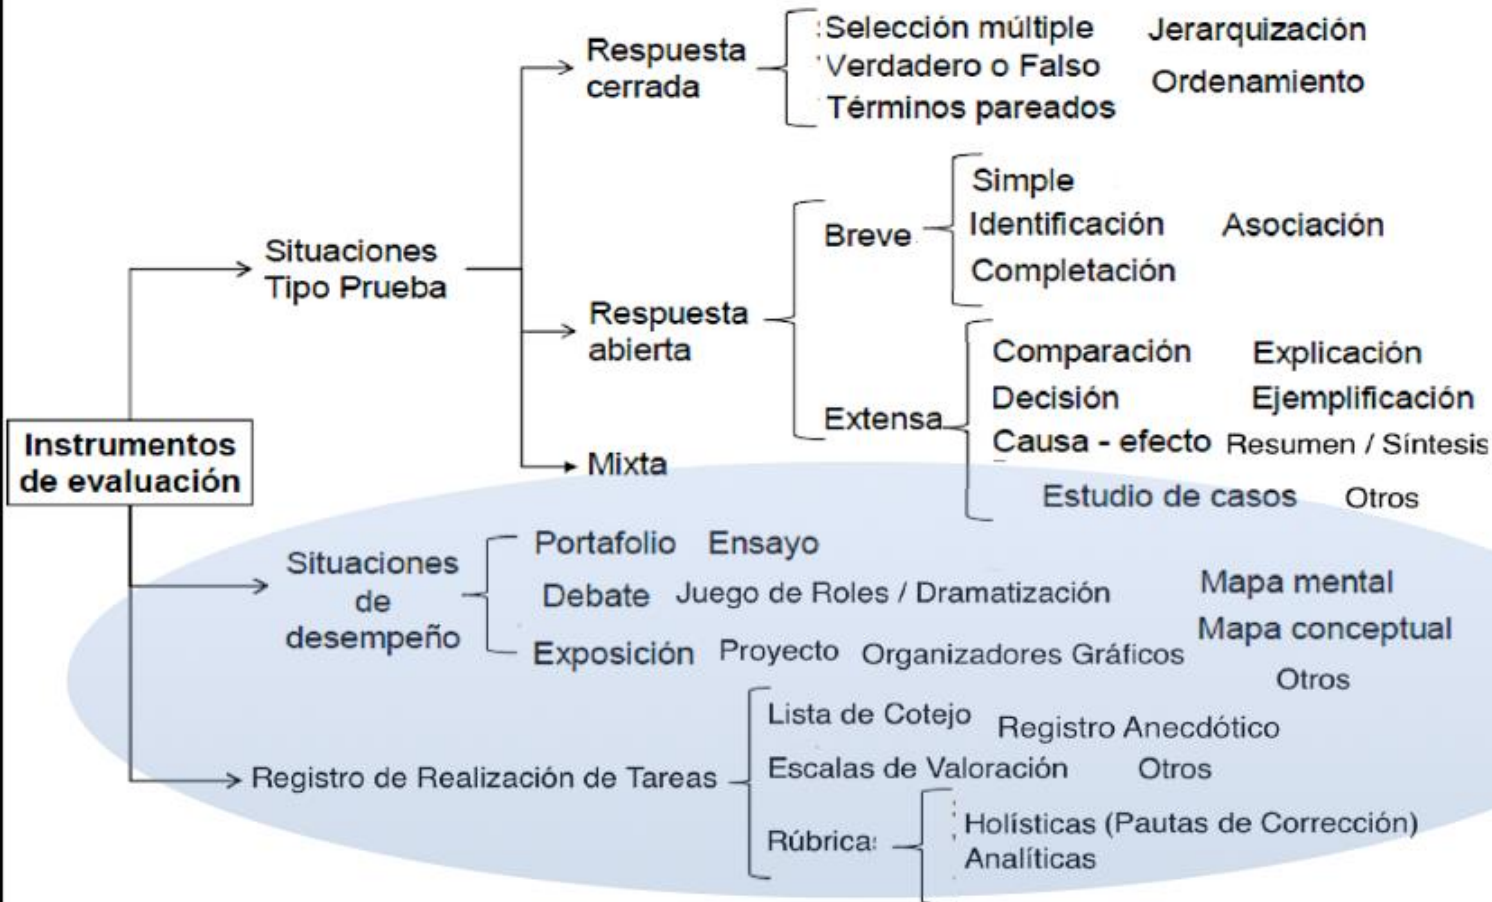 Respuesta cerrada
Selección múltiple Jerarquización
Verdadero o Falso Ordenamiento
Términos pareados
Situaciones
Tipo Prueba
Respuesta
abierta
Breve
Simple
Identificación Asociación
Completación
Extensa
Comparación Explicación
Decisión Ejemplificación
Causa - efecto Resumen / Síntesis
Estudio de casos Otros
Mixta
Instrumentos
de evaluación
Situaciones
de
desempeño
Portafolio Ensayo
Debate Juego de Roles / Dramatización
Exposición Proyecto Organizadores Gráficos
Mapa mental
Mapa conceptual
Otros
Registro de Realización de Tareas
Lista de Cotejo Registro Anecdótico
Escalas de Valoración Otros
Rúbricas
Holísticas (Pautas de Corrección)
Analíticas